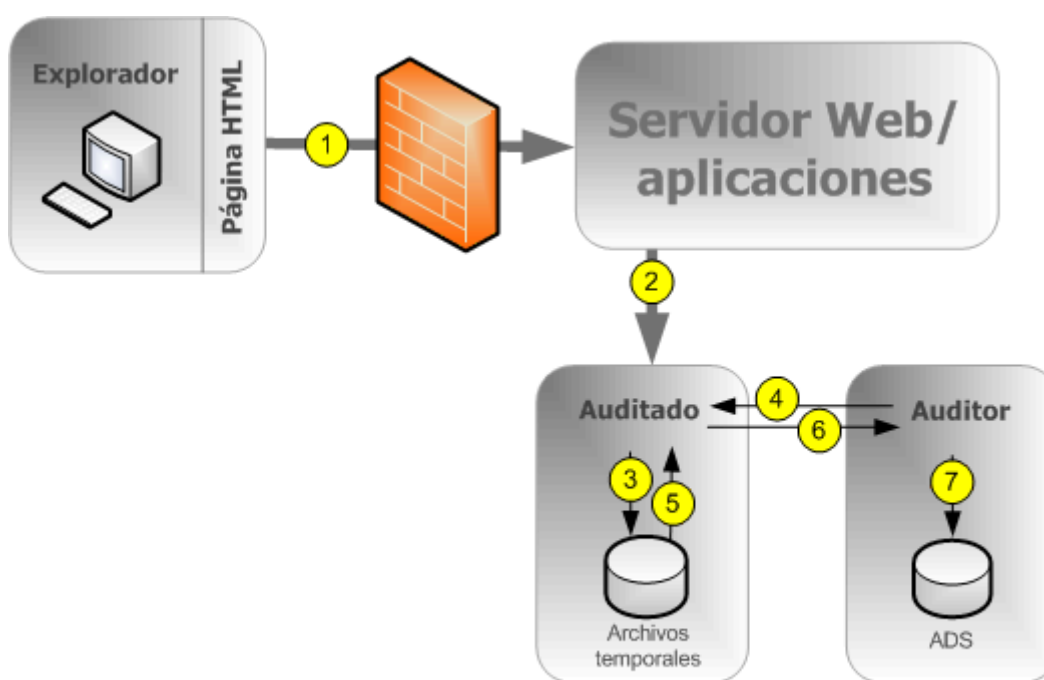 Explorador
Página HTML
1
Servidor Web/
aplicaciones
2
Auditado
4
Auditor
6
3
5
7
Archivos
temporales
ADS